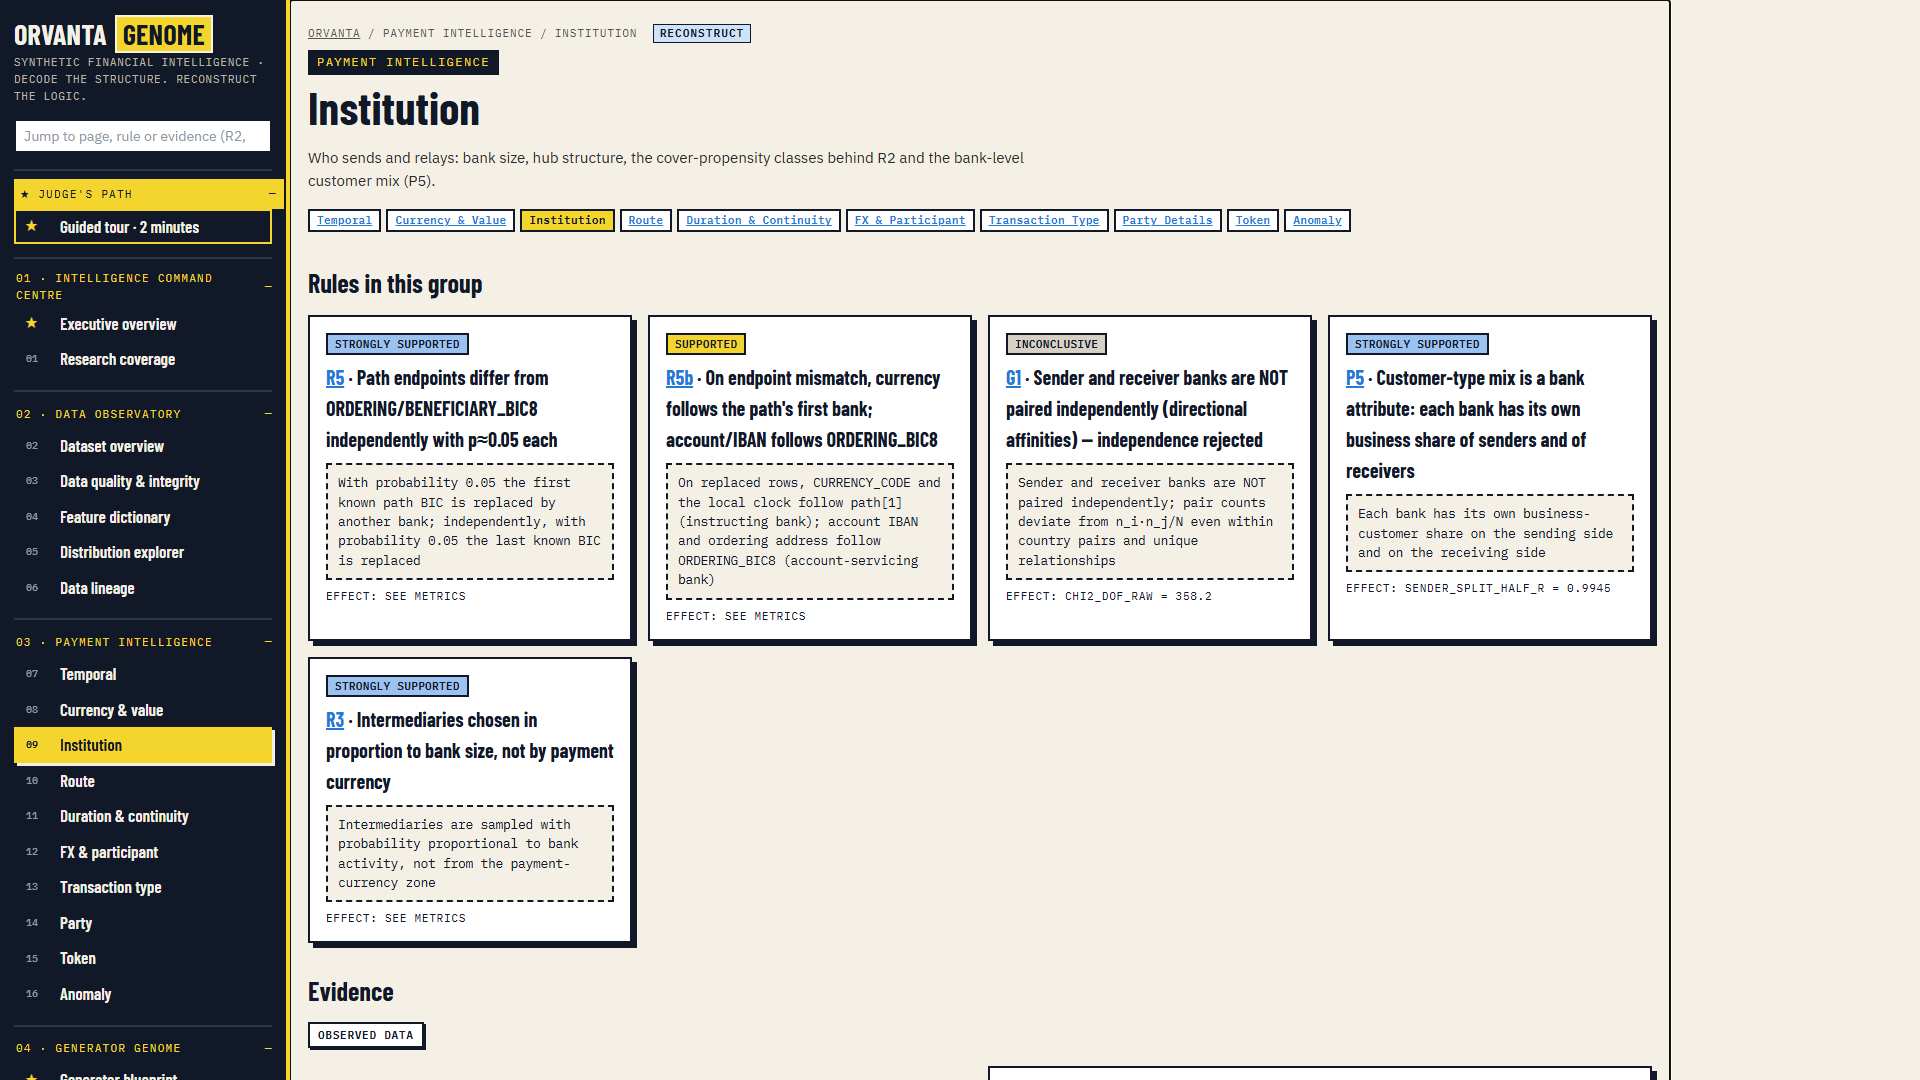 ORVANTA GENOME
SYNTHETIC FINANCIAL INTELLIGENCE ·
DECODE THE STRUCTURE. RECONSTRUCT
THE LOGIC.
Jump to page, rule or evidence (R2,
★ JUDGE'S PATH –
★ Guided tour · 2 minutes
01 · INTELLIGENCE COMMAND
CENTRE –
★ Executive overview
01 Research coverage
02 · DATA OBSERVATORY –
02 Dataset overview
03 Data quality & integrity
04 Feature dictionary
05 Distribution explorer
06 Data lineage
03 · PAYMENT INTELLIGENCE –
07 Temporal
08 Currency & value
09 Institution
10 Route
11 Duration & continuity
12 FX & participant
13 Transaction type
14 Party
15 Token
16 Anomaly
04 · GENERATOR GENOME –
★ Generator blueprint
ORVANTA / PAYMENT INTELLIGENCE / INSTITUTION RECONSTRUCT
PAYMENT INTELLIGENCE
Institution
Who sends and relays: bank size, hub structure, the cover-propensity classes behind R2 and the bank-level
customer mix (P5).
Temporal Currency & Value Institution Route Duration & Continuity FX & Participant Transaction Type Party Details Token Anomaly
Rules in this group
STRONGLY SUPPORTED
R5 · Path endpoints differ from
ORDERING/BENEFICIARY_BIC8
independently with p≈0.05 each
With probability 0.05 the first
known path BIC is replaced by
another bank; independently, with
probability 0.05 the last known BIC
is replaced
EFFECT: SEE METRICS
SUPPORTED
R5b · On endpoint mismatch, currency
follows the path's first bank;
account/IBAN follows ORDERING_BIC8
On replaced rows, CURRENCY_CODE and
the local clock follow path[1]
(instructing bank); account IBAN
and ordering address follow
ORDERING_BIC8 (account-servicing
bank)
EFFECT: SEE METRICS
INCONCLUSIVE
G1 · Sender and receiver banks are NOT
paired independently (directional
affinities) — independence rejected
Sender and receiver banks are NOT
paired independently; pair counts
deviate from n_i·n_j/N even within
country pairs and unique
relationships
EFFECT: CHI2_DOF_RAW = 358.2
STRONGLY SUPPORTED
P5 · Customer-type mix is a bank
attribute: each bank has its own
business share of senders and of
receivers
Each bank has its own business-
customer share on the sending side
and on the receiving side
EFFECT: SENDER_SPLIT_HALF_R = 0.9945
STRONGLY SUPPORTED
R3 · Intermediaries chosen in
proportion to bank size, not by payment
currency
Intermediaries are sampled with
probability proportional to bank
activity, not from the payment-
currency zone
EFFECT: SEE METRICS
Evidence
OBSERVED DATA